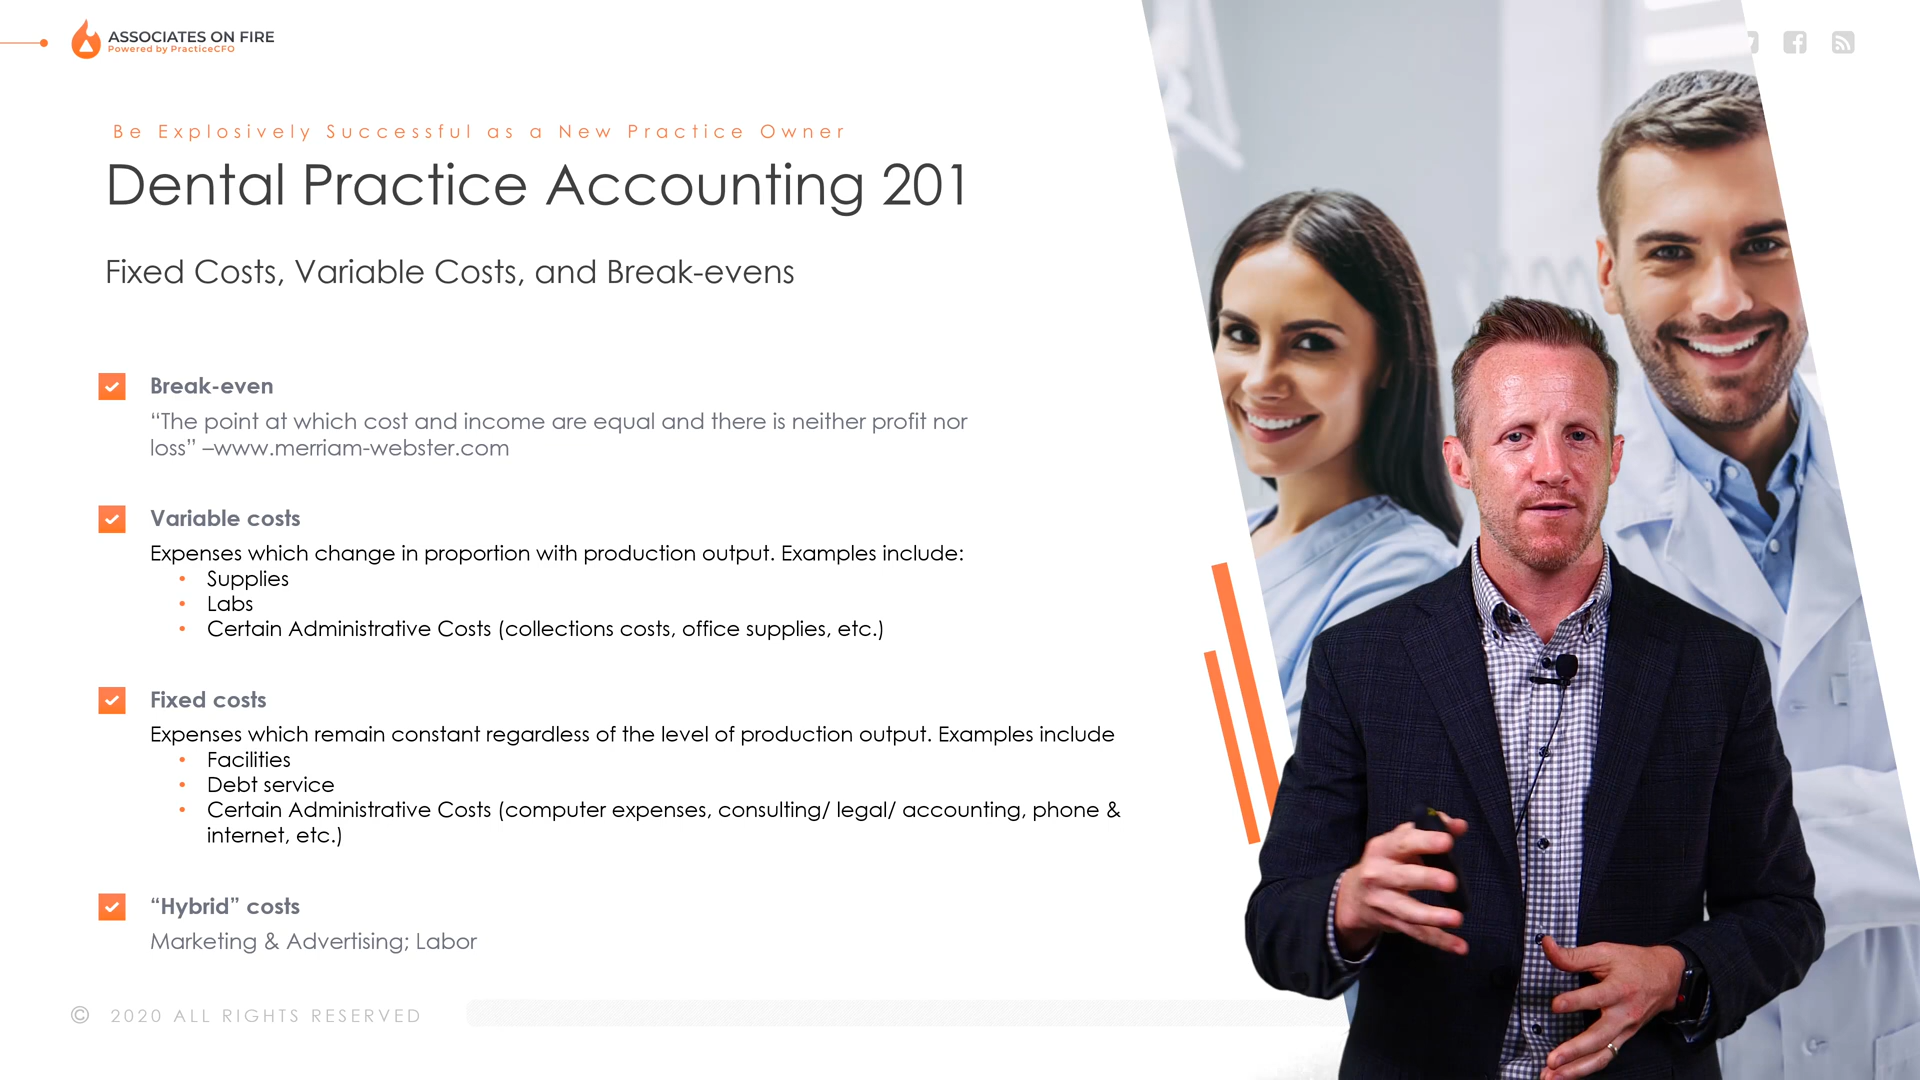 ASSOCIATES ON FIRE
Powered by PracticeCFO
Be Explosively Successful as a New Practice Owner
Dental Practice Accounting 201
Fixed Costs, Variable Costs, and Break-evens
Break-even
“The point at which cost and income are equal and there is neither profit nor
loss” –www.merriam-webster.com
Variable costs
Expenses which change in proportion with production output. Examples include:
• Supplies
• Labs
• Certain Administrative Costs (collections costs, office supplies, etc.)
Fixed costs
Expenses which remain constant regardless of the level of production output. Examples include
• Facilities
• Debt service
• Certain Administrative Costs (computer expenses, consulting/ legal/ accounting, phone &
internet, etc.)
“Hybrid” costs
Marketing & Advertising; Labor
© 2020 ALL RIGHTS RESERVED